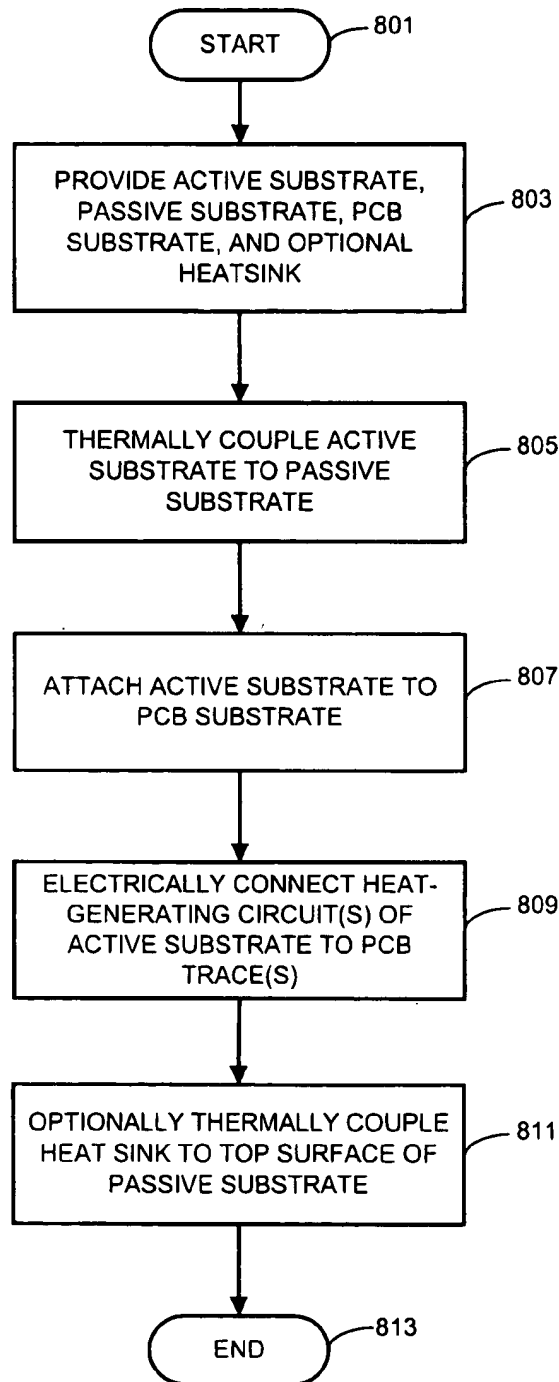 START
801
PROVIDE ACTIVE SUBSTRATE,
PASSIVE SUBSTRATE, PCB
SUBSTRATE, AND OPTIONAL
HEATSINK
803
THERMALLY COUPLE ACTIVE
SUBSTRATE TO PASSIVE
SUBSTRATE
805
ATTACH ACTIVE SUBSTRATE TO
PCB SUBSTRATE
807
ELECTRICALLY CONNECT HEAT-
GENERATING CIRCUIT(S) OF
ACTIVE SUBSTRATE TO PCB
TRACE(S)
809
OPTIONALLY THERMALLY COUPLE
HEAT SINK TO TOP SURFACE OF
PASSIVE SUBSTRATE
811
END
813